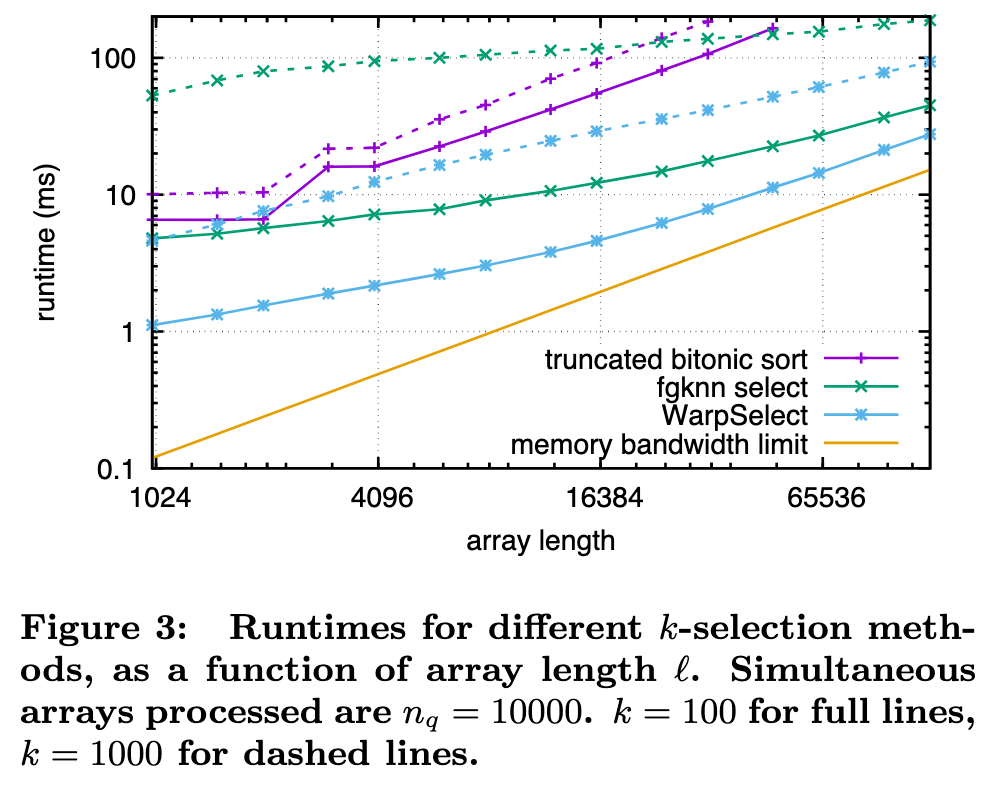 100
10
1
0.1
runtime (ms)
truncated bitonic sort
fgknn select
WarpSelect
memory bandwidth limit
1024 4096 16384 65536
array length
Figure 3: Runtimes for different k-selection meth-
ods, as a function of array length ℓ. Simultaneous
arrays processed are n_q = 10000. k = 100 for full lines,
k = 1000 for dashed lines.